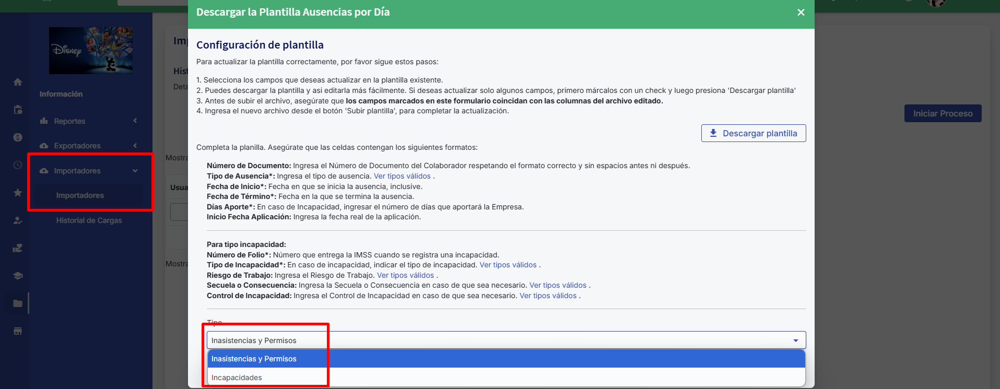 Descargar la Plantilla Ausencias por Día
Disney
Información
Reportes
Exportadores
Importadores
Importadores
Historial de Cargas
Iniciar Proceso
Configuración de plantilla
Para actualizar la plantilla correctamente, por favor sigue estos pasos:
1. Selecciona los campos que deseas actualizar en la plantilla existente.
2. Puedes descargar la plantilla y asi editarla más fácilmente. Si deseas actualizar solo algunos campos, primero márcalos con un check y luego presiona 'Descargar plantilla'
3. Antes de subir el archivo, asegúrate que los campos marcados en este formulario coincidan con las columnas del archivo editado.
4. Ingresa el nuevo archivo desde el botón 'Subir plantilla', para completar la actualización.
Descargar plantilla
Completa la planilla. Asegúrate que las celdas contengan los siguientes formatos:
Número de Documento: Ingresa el Número de Documento del Colaborador respetando el formato correcto y sin espacios antes ni después.
Tipo de Ausencia*: Ingresa el tipo de ausencia. Ver tipos válidos .
Fecha de Inicio*: Fecha en que se inicia la ausencia, inclusive.
Fecha de Término*: Fecha en la que se termina la ausencia.
Días Aporte*: En caso de Incapacidad, ingresar el número de días que aportará la Empresa.
Inicio Fecha Aplicación: Ingresa la fecha real de la aplicación.
Para tipo incapacidad:
Número de Folio*: Número que entrega la IMSS cuando se registra una incapacidad.
Tipo de Incapacidad*: En caso de incapacidad, indicar el tipo de incapacidad. Ver tipos válidos .
Riesgo de Trabajo: Ingresa el Riesgo de Trabajo. Ver tipos válidos .
Secuela o Consecuencia: Ingresa la Secuela o Consecuencia en caso de que sea necesario. Ver tipos válidos .
Control de Incapacidad: Ingresa el Control de Incapacidad en caso de que sea necesario. Ver tipos válidos .
Tipo
Inasistencias y Permisos
Inasistencias y Permisos
Incapacidades